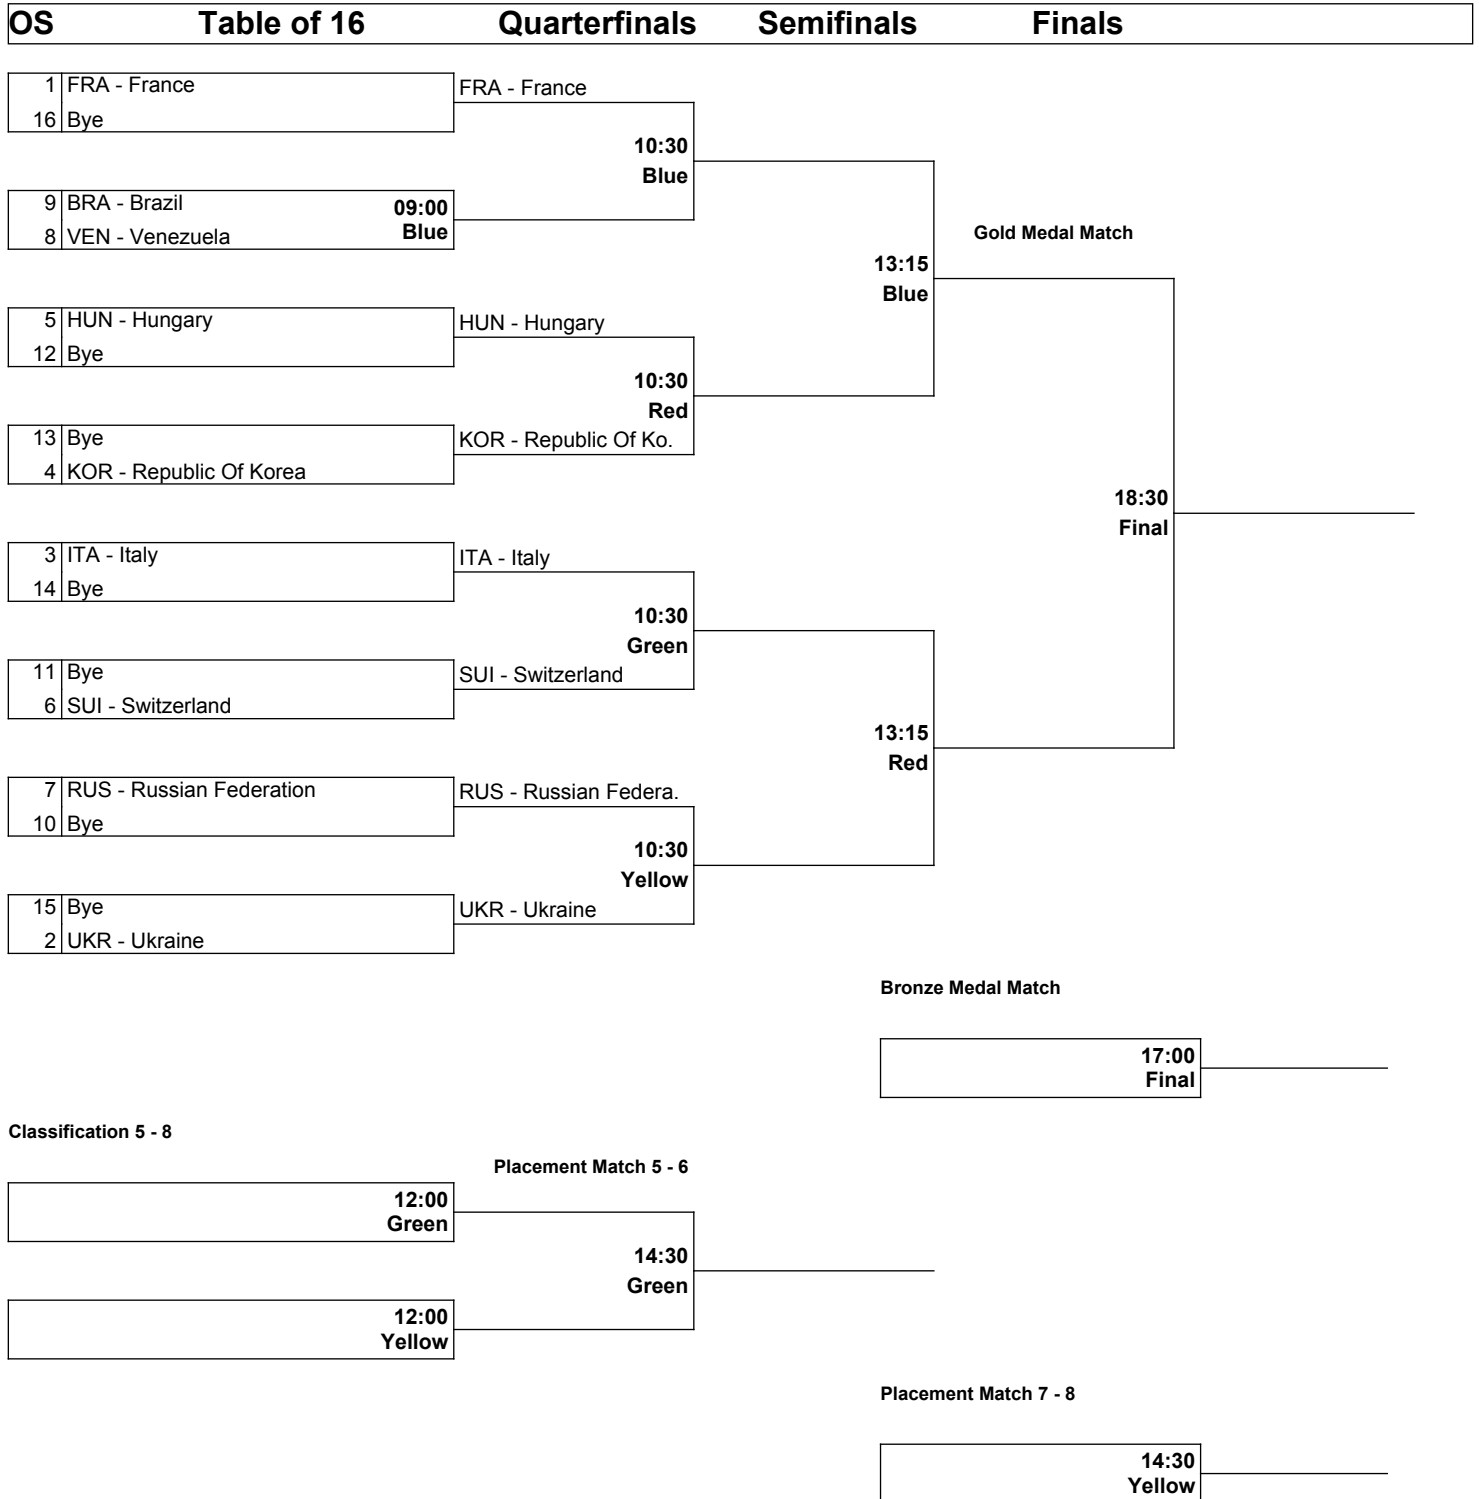 OS Table of 16 Quarterfinals Semifinals Finals
1 FRA - France FRA - France
16 Bye
10:30
Blue
9 BRA - Brazil 09:00
8 VEN - Venezuela Blue
Gold Medal Match
13:15
Blue
5 HUN - Hungary HUN - Hungary
12 Bye
10:30
Red
13 Bye KOR - Republic Of Ko.
4 KOR - Republic Of Korea
18:30
Final
3 ITA - Italy ITA - Italy
14 Bye
10:30
Green
11 Bye SUI - Switzerland
6 SUI - Switzerland
13:15
Red
7 RUS - Russian Federation RUS - Russian Federa.
10 Bye
10:30
Yellow
15 Bye UKR - Ukraine
2 UKR - Ukraine
Bronze Medal Match
17:00
Final
Classification 5 - 8
Placement Match 5 - 6
12:00
Green
14:30
Green
12:00
Yellow
Placement Match 7 - 8
14:30
Yellow